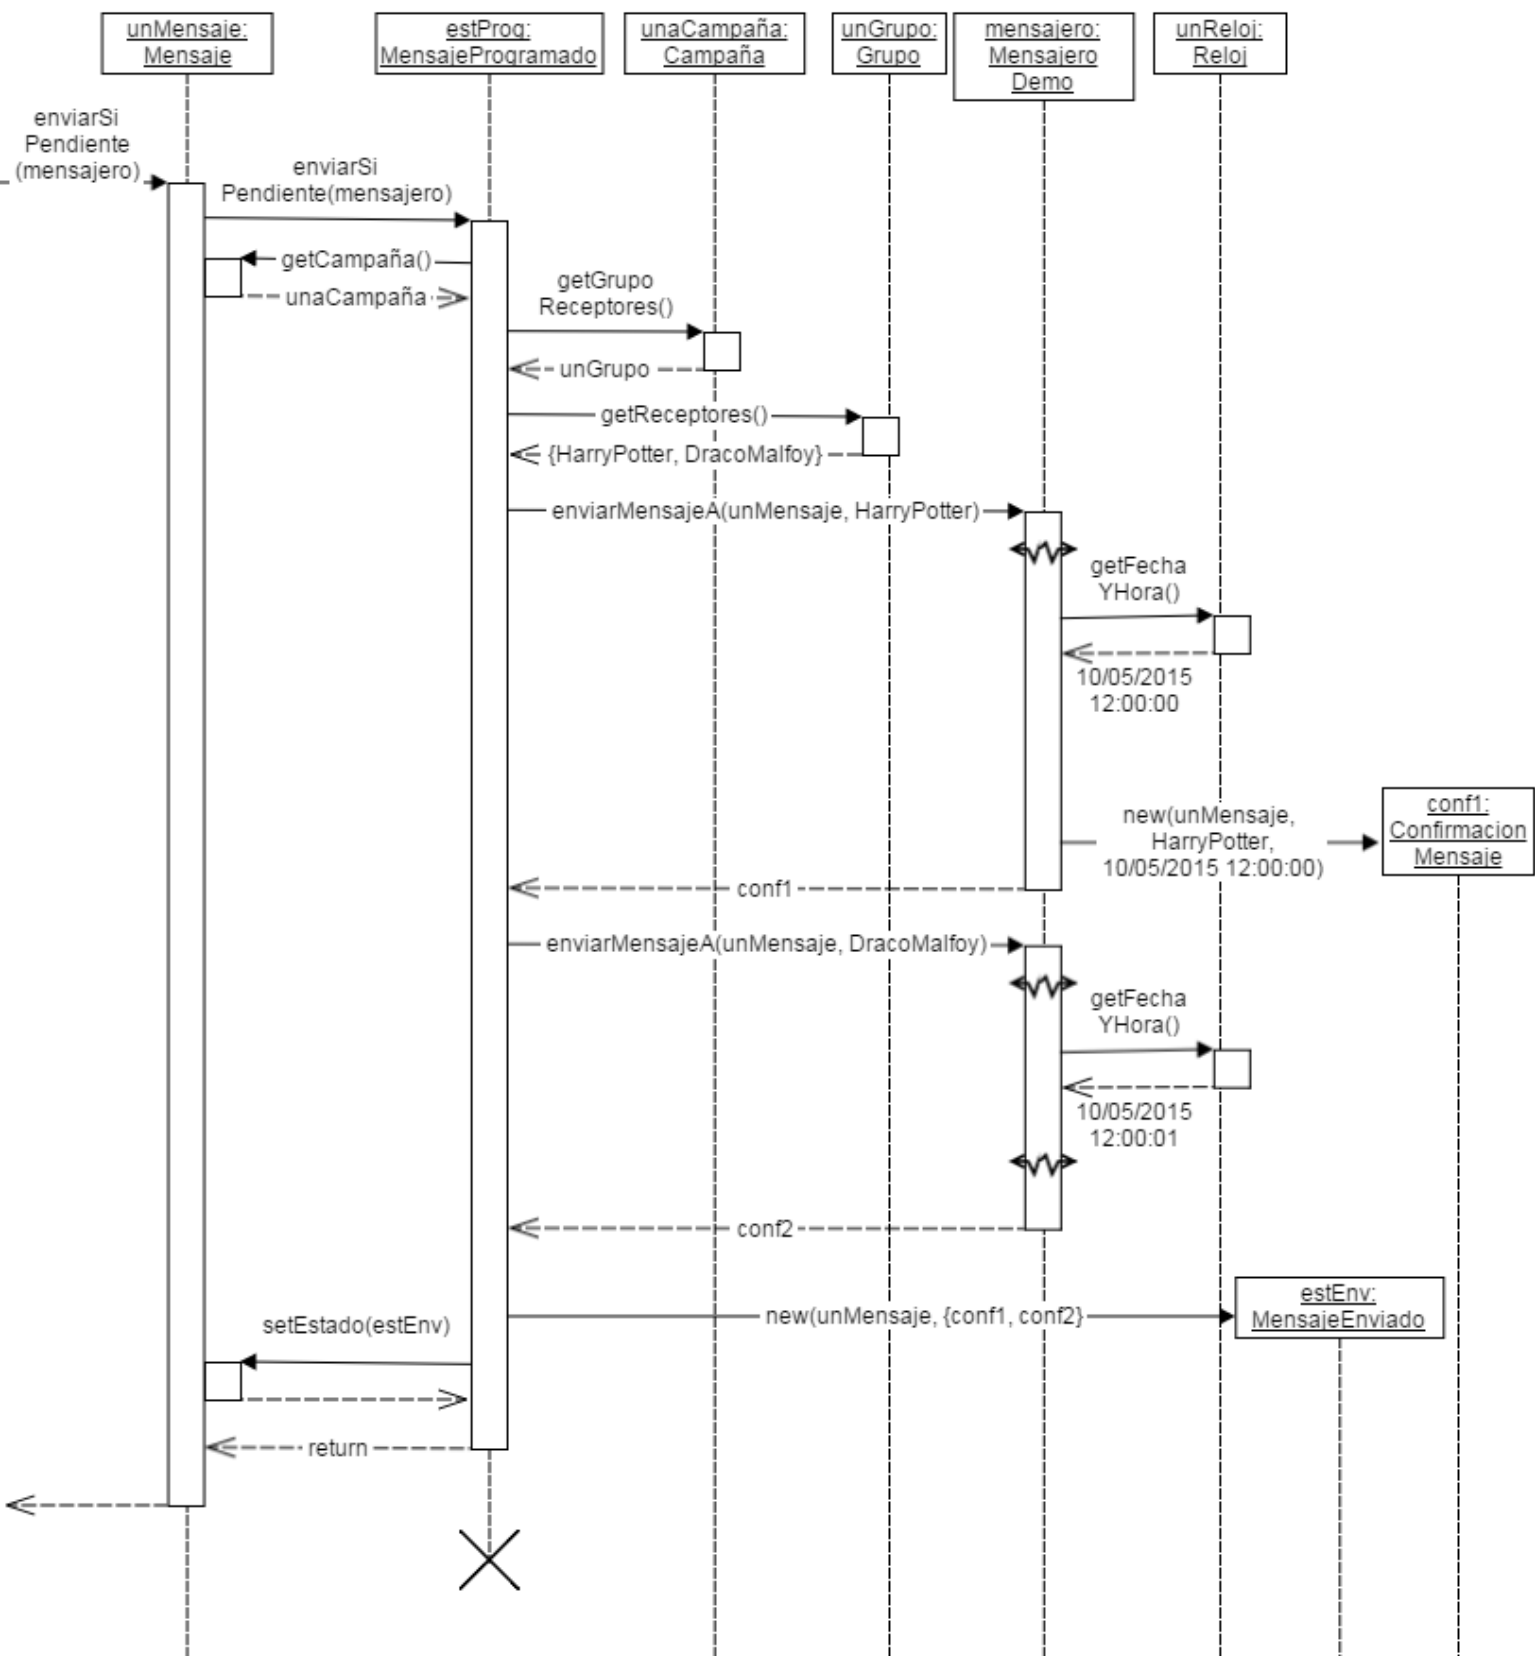 unMensaje:
Mensaje
estProg:
MensajeProgramado
unaCampaña:
Campaña
unGrupo:
Grupo
mensajero:
Mensajero
Demo
unReloj:
Reloj
enviarSi
Pendiente
(mensajero)
enviarSi
Pendiente(mensajero)
getCampaña()
unaCampaña
getGrupo
Receptores()
unGrupo
getReceptores()
{HarryPotter, DracoMalfoy}
enviarMensajeA(unMensaje, HarryPotter)
getFecha
YHora()
10/05/2015
12:00:00
new(unMensaje,
HarryPotter,
10/05/2015 12:00:00)
conf1:
Confirmacion
Mensaje
conf1
enviarMensajeA(unMensaje, DracoMalfoy)
getFecha
YHora()
10/05/2015
12:00:01
conf2
new(unMensaje, {conf1, conf2}
estEnv:
MensajeEnviado
setEstado(estEnv)
return